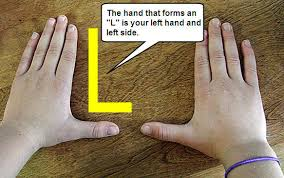 The hand that forms an
"L" is your left hand and
left side.
L